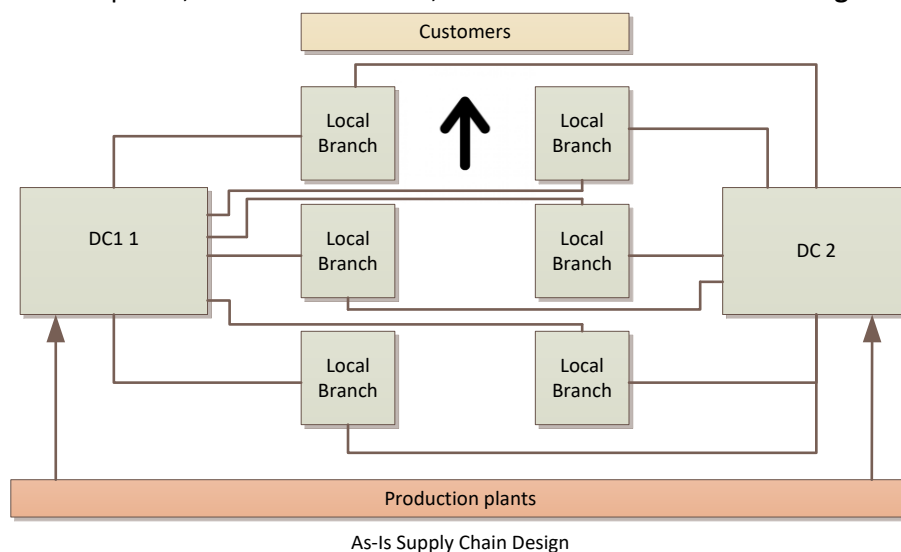 Customers
Local
Branch
Local
Branch
DC1 1
Local
Branch
Local
Branch
DC 2
Local
Branch
Local
Branch
Production plants
As-Is Supply Chain Design